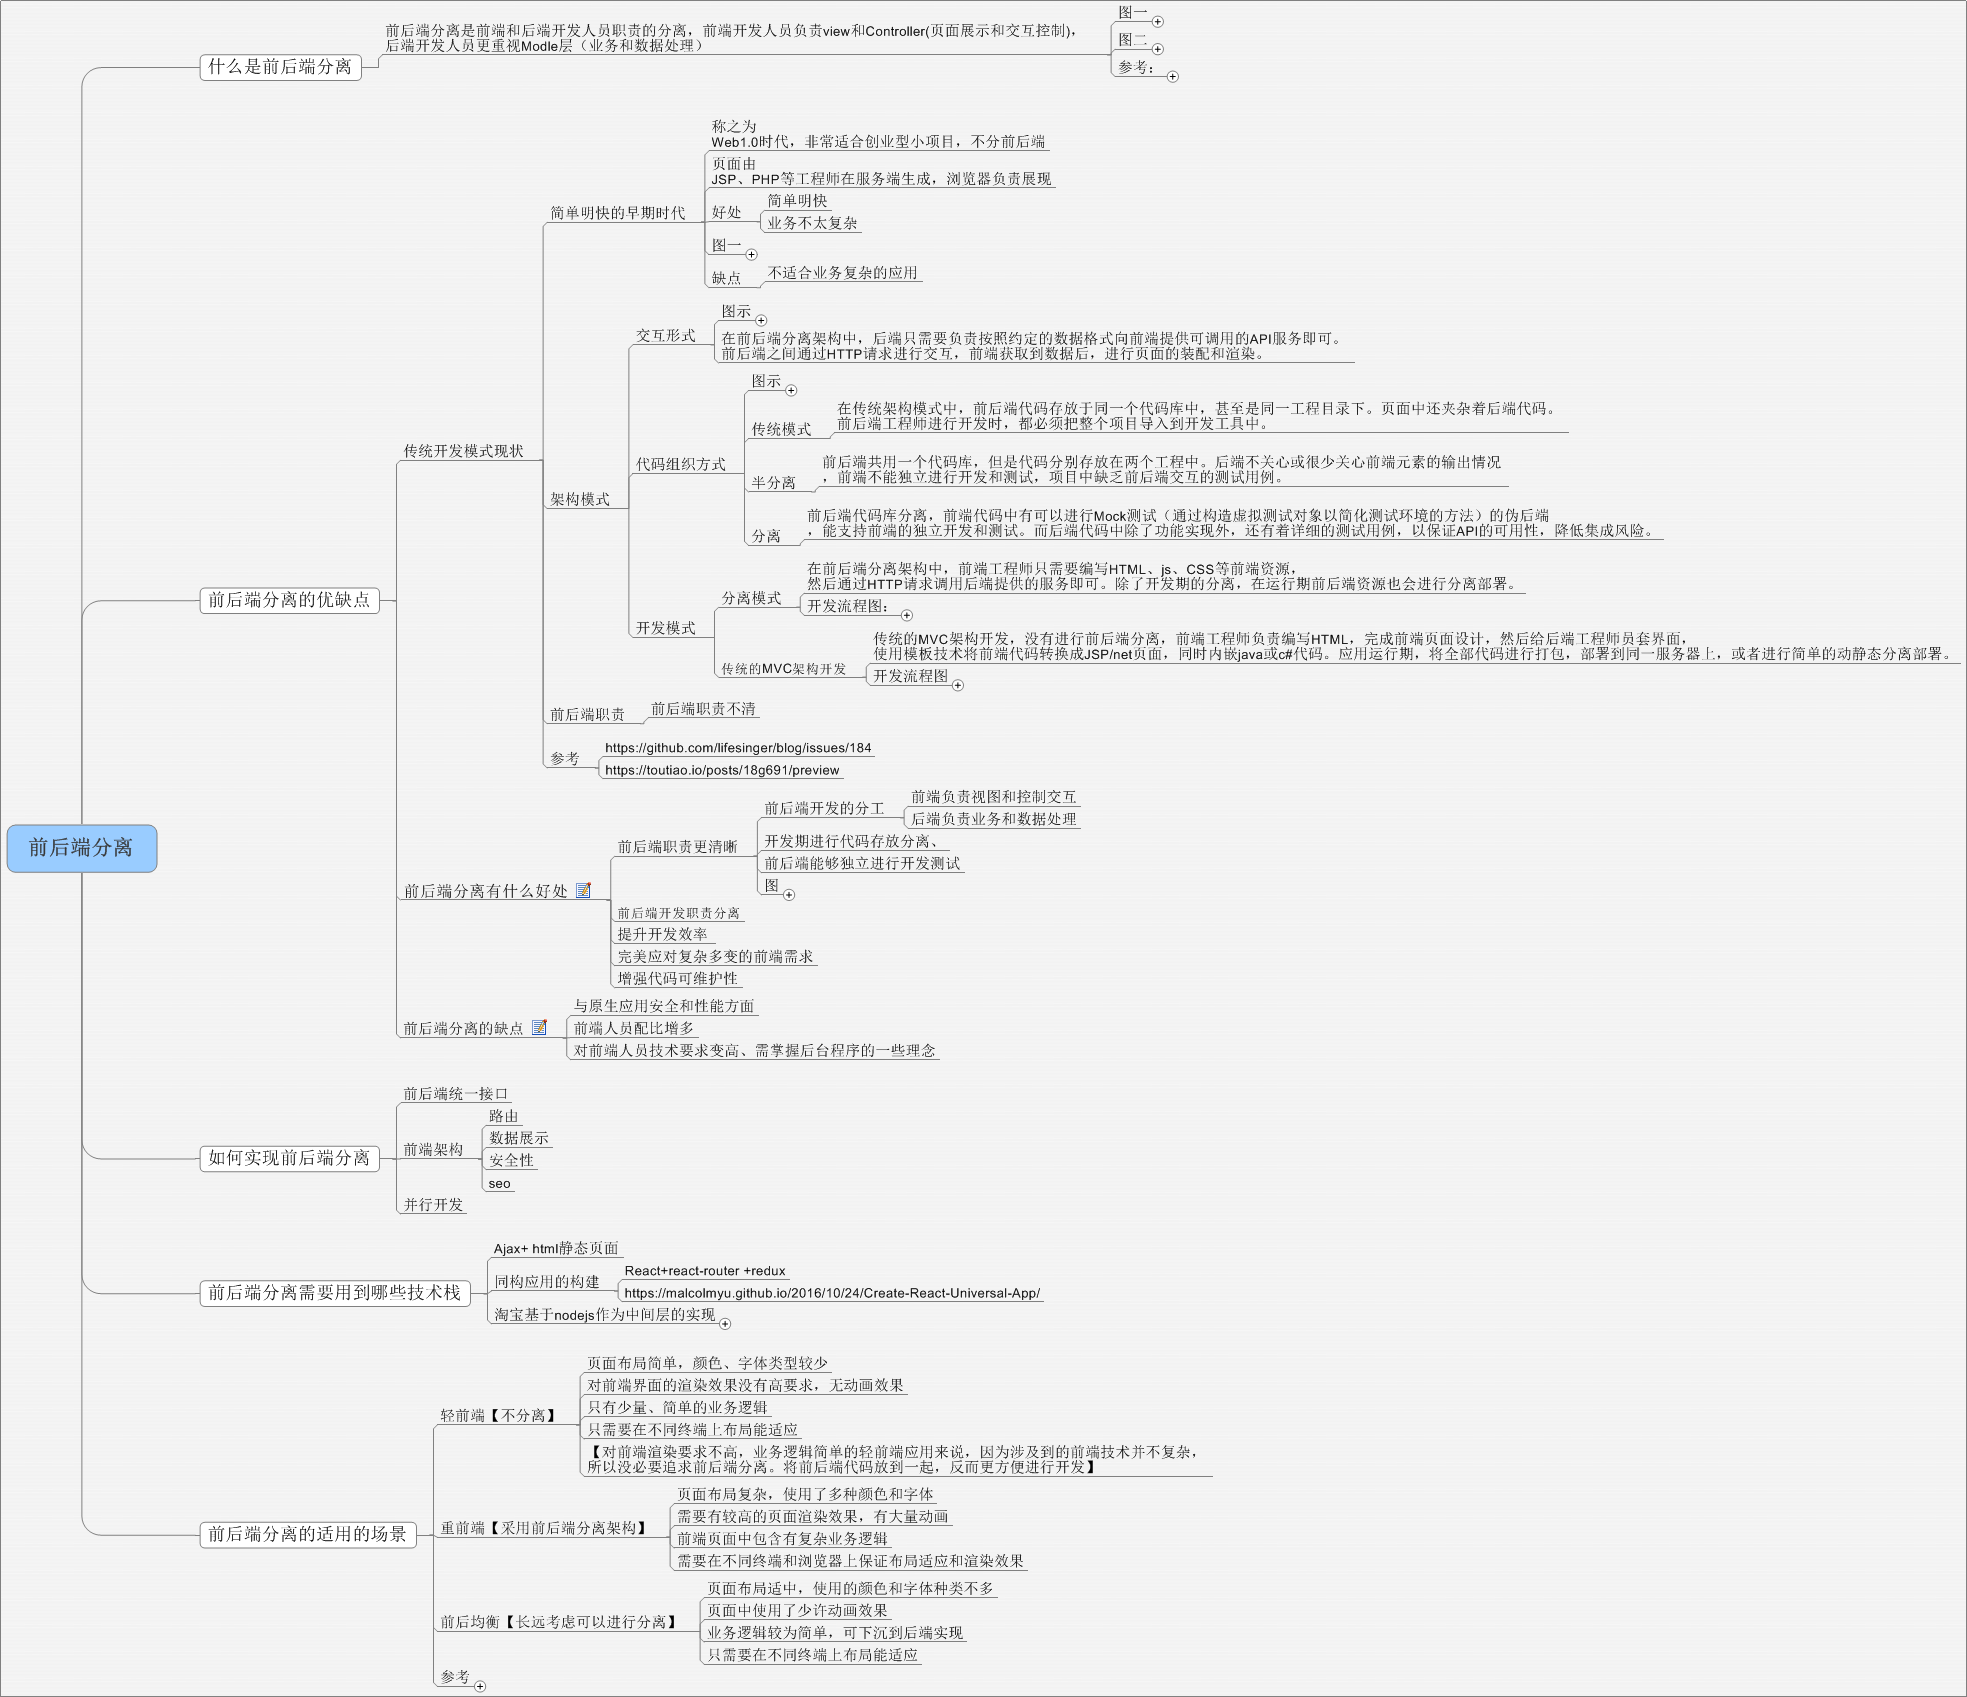 前后端分离
什么是前后端分离
前后端分离是前端和后端开发人员职责的分离，前端开发人员负责view和Controller(页面展示和交互控制)，
后端开发人员更重视Modle层（业务和数据处理）
图一
图二
参考：
前后端分离的优缺点
传统开发模式现状
简单明快的早期时代
称之为
Web1.0时代，非常适合创业型小项目，不分前后端
页面由
JSP、PHP等工程师在服务端生成，浏览器负责展现
好处
简单明快
业务不太复杂
图一
缺点
不适合业务复杂的应用
架构模式
交互形式
图示
在前后端分离架构中，后端只需要负责按照约定的数据格式向前端提供可调用的API服务即可。
前后端之间通过HTTP请求进行交互，前端获取到数据后，进行页面的装配和渲染。
代码组织方式
图示
传统模式
在传统架构模式中，前后端代码存放于同一个代码库中，甚至是同一工程目录下。页面中还夹杂着后端代码。
前后端工程师进行开发时，都必须把整个项目导入到开发工具中。
半分离
前后端共用一个代码库，但是代码分别存放在两个工程中。后端不关心或很少关心前端元素的输出情况
，前端不能独立进行开发和测试，项目中缺乏前后端交互的测试用例。
分离
前后端代码库分离，前端代码中有可以进行Mock测试（通过构造虚拟测试对象以简化测试环境的方法）的伪后端
，能支持前端的独立开发和测试。而后端代码中除了功能实现外，还有着详细的测试用例，以保证API的可用性，降低集成风险。
开发模式
分离模式
在前后端分离架构中，前端工程师只需要编写HTML、js、CSS等前端资源，
然后通过HTTP请求调用后端提供的服务即可。除了开发期的分离，在运行期前后端资源也会进行分离部署。
开发流程图：
传统的MVC架构开发
传统的MVC架构开发，没有进行前后端分离，前端工程师负责编写HTML，完成前端页面设计，然后给后端工程师员套界面，
使用模板技术将前端代码转换成JSP/net页面，同时内嵌java或c#代码。应用运行期，将全部代码进行打包，部署到同一服务器上，或者进行简单的动静态分离部署。
开发流程图
前后端职责
前后端职责不清
参考
https://github.com/lifesinger/blog/issues/184
https://toutiao.io/posts/18g691/preview
前后端分离有什么好处
前后端职责更清晰
前后端开发的分工
前端负责视图和控制交互
后端负责业务和数据处理
开发期进行代码存放分离、
前后端能够独立进行开发测试
图
前后端开发职责分离
提升开发效率
完美应对复杂多变的前端需求
增强代码可维护性
前后端分离的缺点
与原生应用安全和性能方面
前端人员配比增多
对前端人员技术要求变高、需掌握后台程序的一些理念
如何实现前后端分离
前后端统一接口
前端架构
路由
数据展示
安全性
seo
并行开发
前后端分离需要用到哪些技术栈
Ajax+ html静态页面
同构应用的构建
React+react-router +redux
https://malcolmyu.github.io/2016/10/24/Create-React-Universal-App/
淘宝基于nodejs作为中间层的实现
前后端分离的适用的场景
轻前端【不分离】
页面布局简单，颜色、字体类型较少
对前端界面的渲染效果没有高要求，无动画效果
只有少量、简单的业务逻辑
只需要在不同终端上布局能适应
【对前端渲染要求不高，业务逻辑简单的轻前端应用来说，因为涉及到的前端技术并不复杂，
所以没必要追求前后端分离。将前后端代码放到一起，反而更方便进行开发】
重前端【采用前后端分离架构】
页面布局复杂，使用了多种颜色和字体
需要有较高的页面渲染效果，有大量动画
前端页面中包含有复杂业务逻辑
需要在不同终端和浏览器上保证布局适应和渲染效果
前后均衡【长远考虑可以进行分离】
页面布局适中，使用的颜色和字体种类不多
页面中使用了少许动画效果
业务逻辑较为简单，可下沉到后端实现
只需要在不同终端上布局能适应
参考